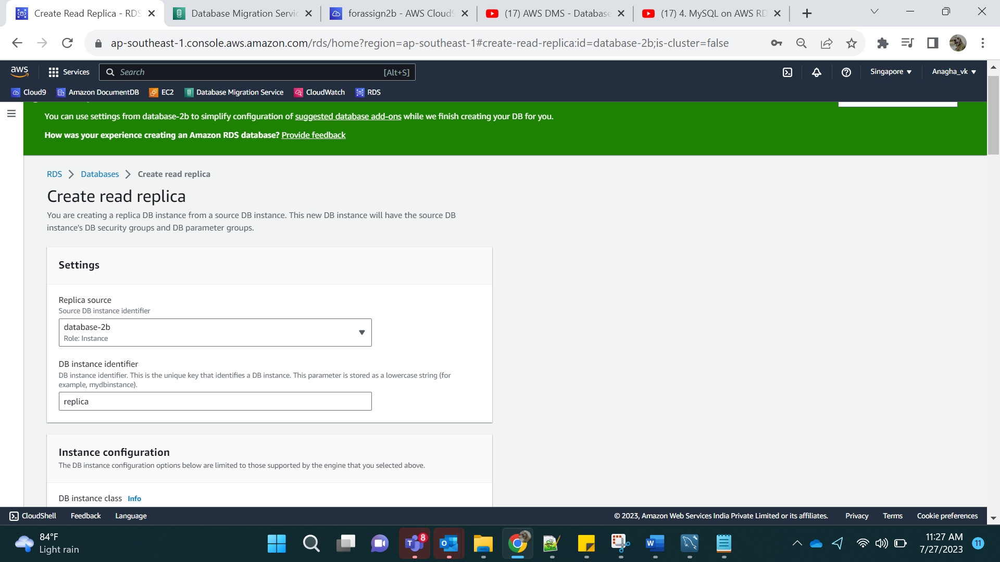 Create Read Replica - RDS
Database Migration Servic
forassign2b - AWS CloudS
(17) AWS DMS - Database
(17) 4. MySQL on AWS RD
ap-southeast-1.console.aws.amazon.com/rds/home?region=ap-southeast-1#create-read-replica:id=database-2b;is-cluster=false
aws
Services
Search
[Alt+S]
Singapore
Anagha_vk
Cloud9
Amazon DocumentDB
EC2
Database Migration Service
CloudWatch
RDS
You can use settings from database-2b to simplify configuration of suggested database add-ons while we finish creating your DB for you.
How was your experience creating an Amazon RDS database? Provide feedback
RDS
Databases
Create read replica
Create read replica
You are creating a replica DB instance from a source DB instance. This new DB instance will have the source DB
instance's DB security groups and DB parameter groups.
Settings
Replica source
Source DB instance identifier
database-2b
Role: Instance
DB instance identifier
DB instance identifier. This is the unique key that identifies a DB instance. This parameter is stored as a lowercase string (for
example, mydbinstance).
replica
Instance configuration
The DB instance configuration options below are limited to those supported by the engine that you selected above.
DB instance class Info
CloudShell
Feedback
Language
© 2023, Amazon Web Services India Private Limited or its affiliates.
Privacy
Terms
Cookie preferences
84°F
Light rain
8
11:27 AM
7/27/2023
11